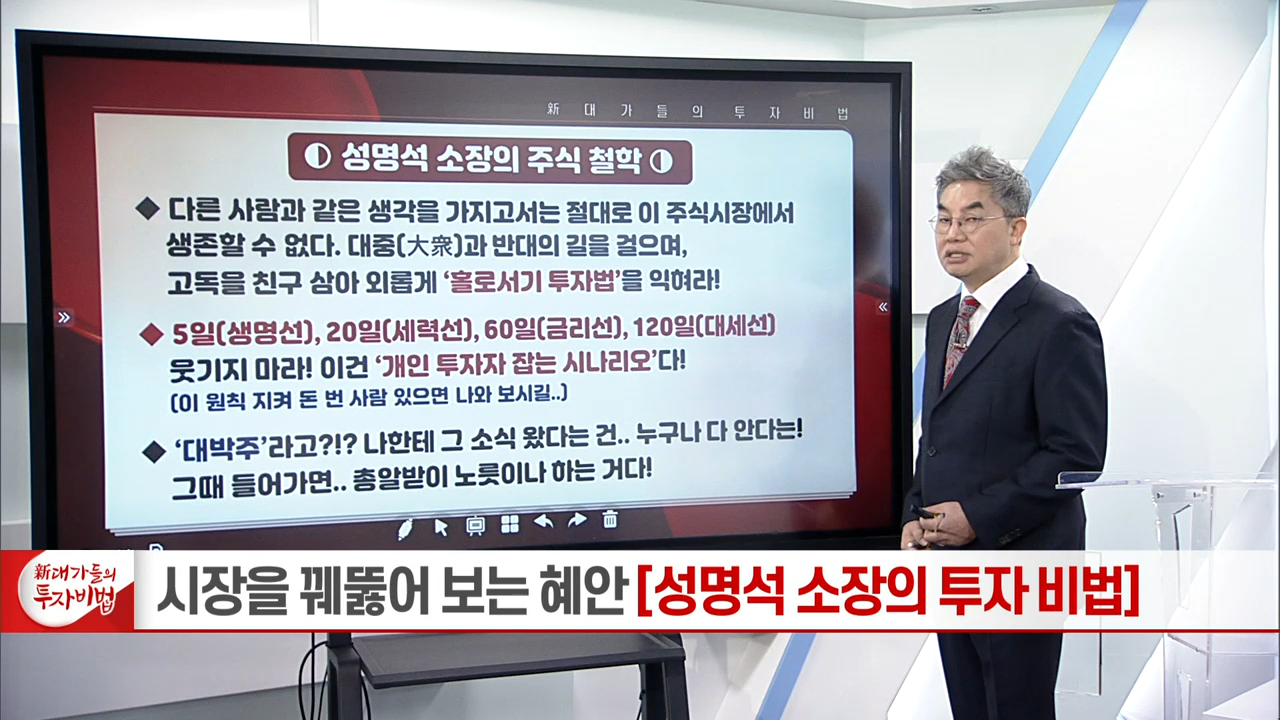 新 대 가 들 의 투 자 비 법
성명석 소장의 주식 철학
◆ 다른 사람과 같은 생각을 가지고서는 절대로 이 주식시장에서
생존할 수 없다. 대중(大衆)과 반대의 길을 걸으며,
고독을 친구 삼아 외롭게 ‘홀로서기 투자법’을 익혀라!
◆ 5일(생명선), 20일(세력선), 60일(금리선), 120일(대세선)
웃기지 마라! 이건 ‘개인 투자자 잡는 시나리오’다!
(이 원칙 지켜 돈 번 사람 있으면 나와 보시길..)
◆ ‘대박주’라고?!? 나한테 그 소식 왔다는 건.. 누구나 다 안다는!
그때 들어가면.. 총알받이 노릇이나 하는 거다!
新대가들의
투자비법
시장을 꿰뚫어 보는 혜안 [성명석 소장의 투자 비법]